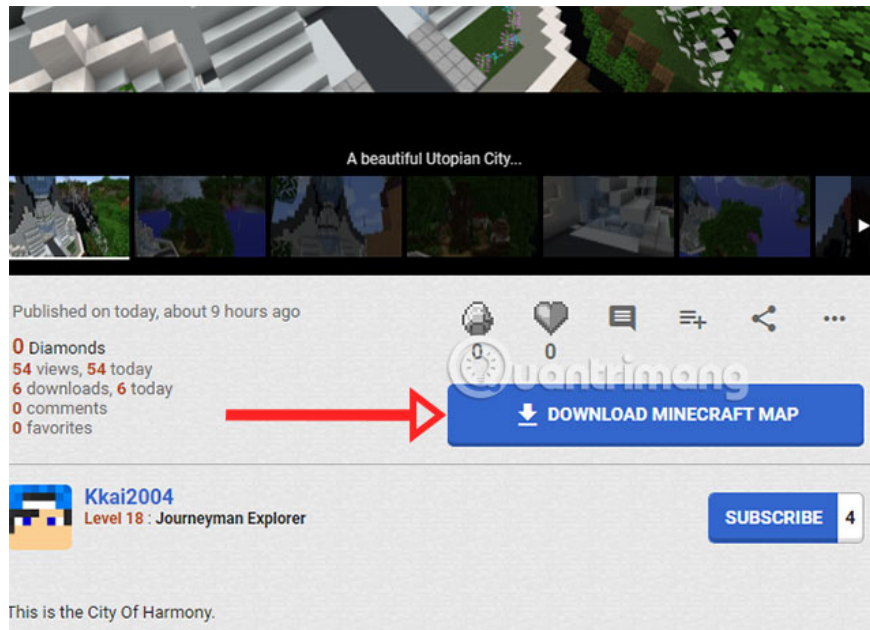 A beautiful Utopian City...
Published on today, about 9 hours ago
0 Diamonds
54 views, 54 today
6 downloads, 6 today
0 comments
0 favorites
0
0
Quantrimang
DOWNLOAD MINECRAFT MAP
Kkai2004
Level 18 : Journeyman Explorer
SUBSCRIBE 4
This is the City Of Harmony.